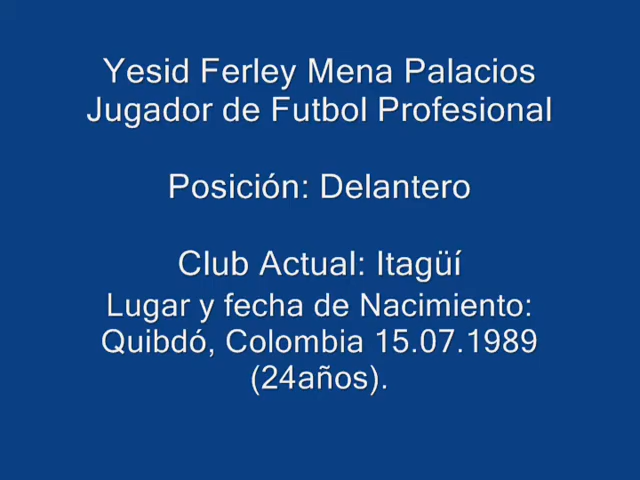 Yesid Ferley Mena Palacios
Jugador de Futbol Profesional
Posición: Delantero
Club Actual: Itagüí
Lugar y fecha de Nacimiento:
Quibdó, Colombia 15.07.1989
(24años).